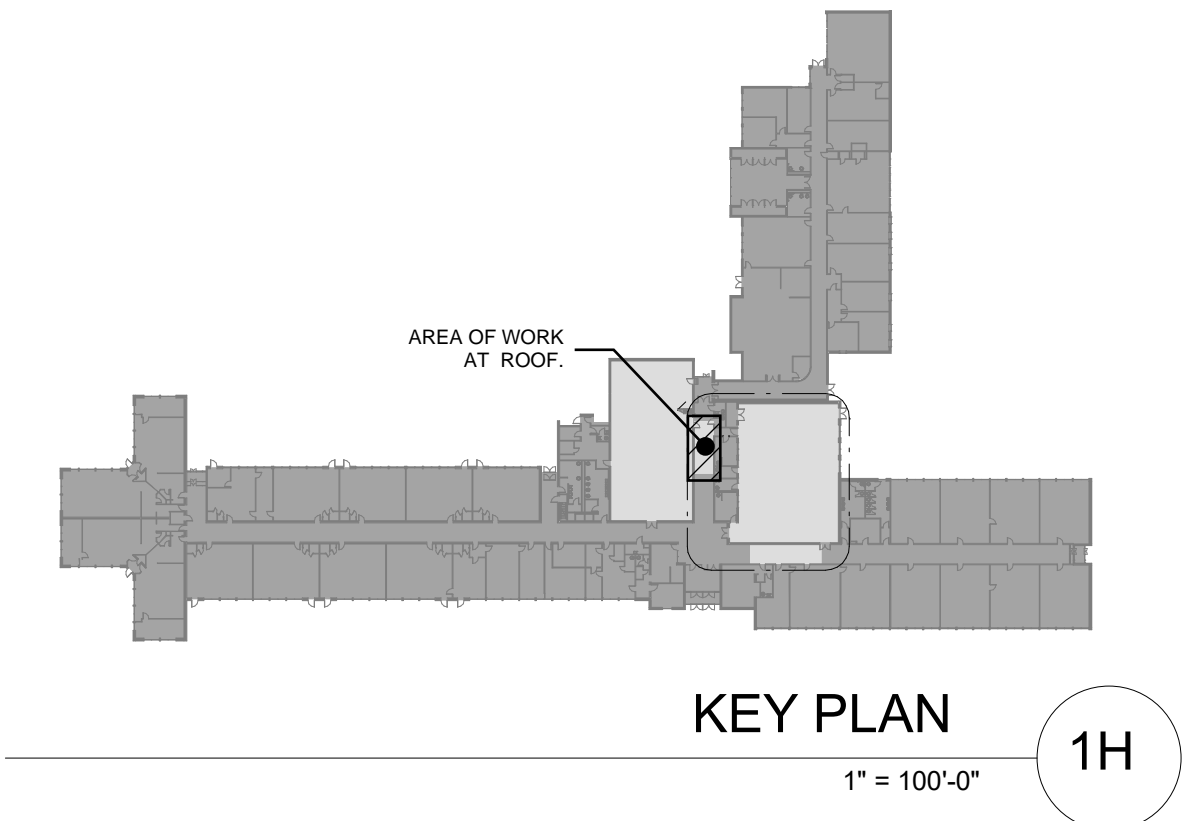 AREA OF WORK
AT ROOF.
KEY PLAN
1H
1" = 100'-0"